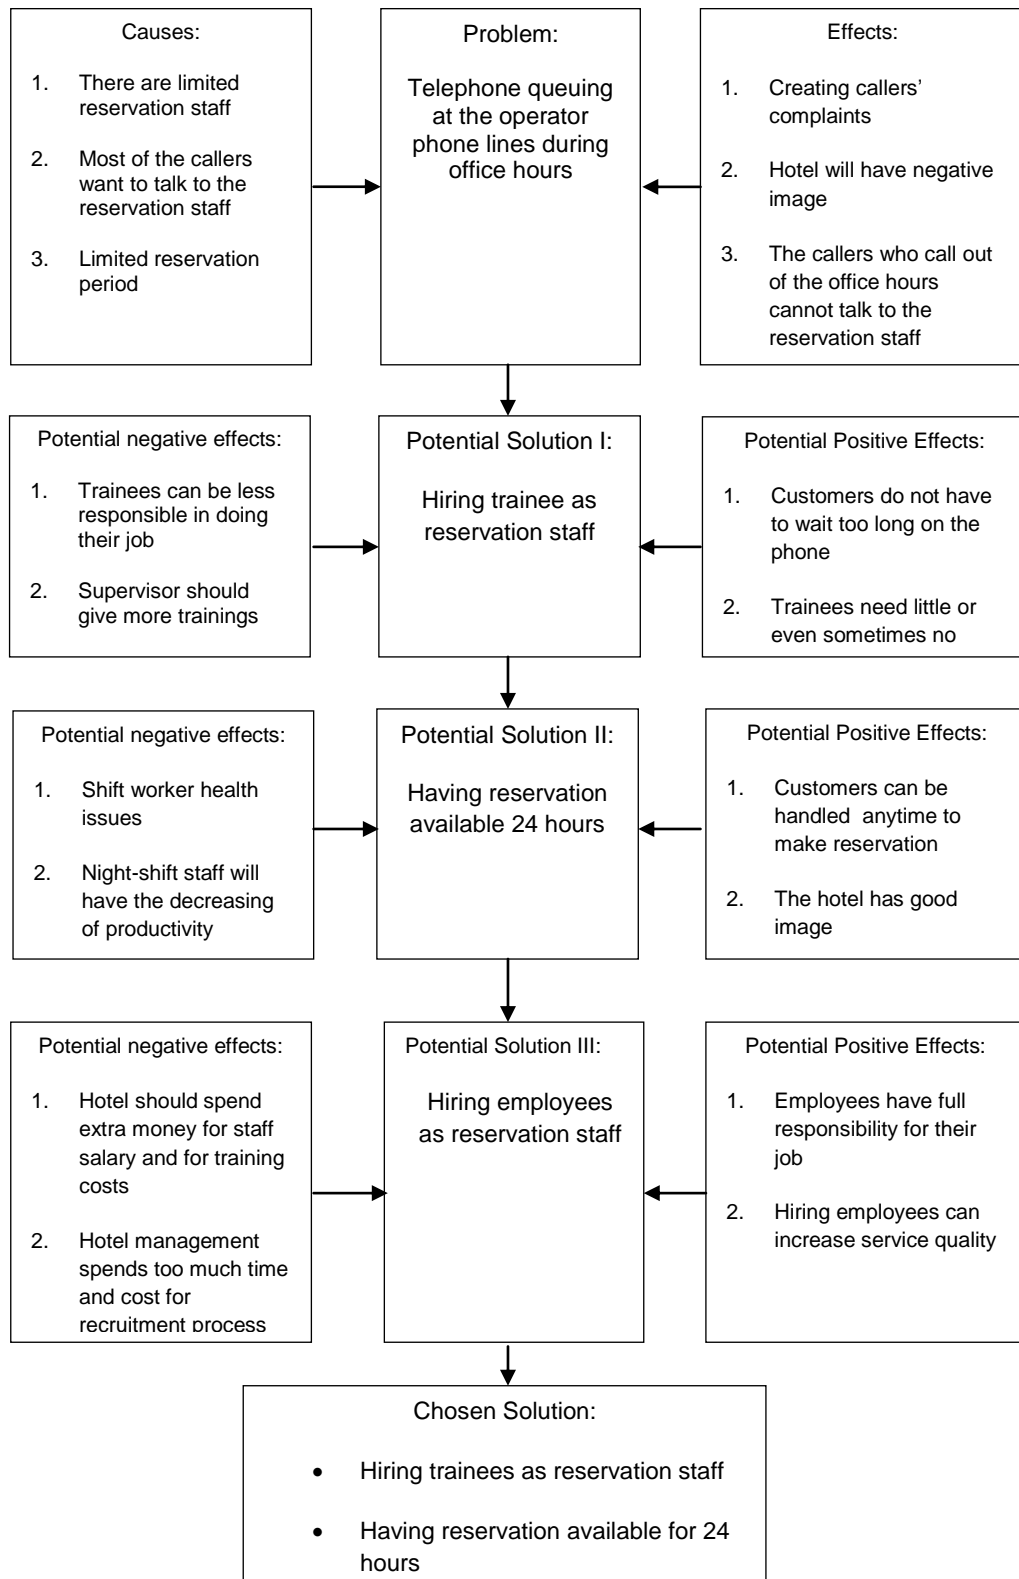 Causes:
1. There are limited
reservation staff
2. Most of the callers
want to talk to the
reservation staff
3. Limited reservation
period
Problem:
Telephone queuing
at the operator
phone lines during
office hours
Effects:
1. Creating callers’
complaints
2. Hotel will have negative
image
3. The callers who call out
of the office hours
cannot talk to the
reservation staff
Potential negative effects:
1. Trainees can be less
responsible in doing
their job
2. Supervisor should
give more trainings
Potential Solution I:
Hiring trainee as
reservation staff
Potential Positive Effects:
1. Customers do not have
to wait too long on the
phone
2. Trainees need little or
even sometimes no
Potential negative effects:
1. Shift worker health
issues
2. Night-shift staff will
have the decreasing
of productivity
Potential Solution II:
Having reservation
available 24 hours
Potential Positive Effects:
1. Customers can be
handled  anytime to
make reservation
2. The hotel has good
image
Potential negative effects:
1. Hotel should spend
extra money for staff
salary and for training
costs
2. Hotel management
spends too much time
and cost for
recruitment process
Potential Solution III:
Hiring employees
as reservation staff
Potential Positive Effects:
1. Employees have full
responsibility for their
job
2. Hiring employees can
increase service quality
Chosen Solution:
• Hiring trainees as reservation staff
• Having reservation available for 24
hours